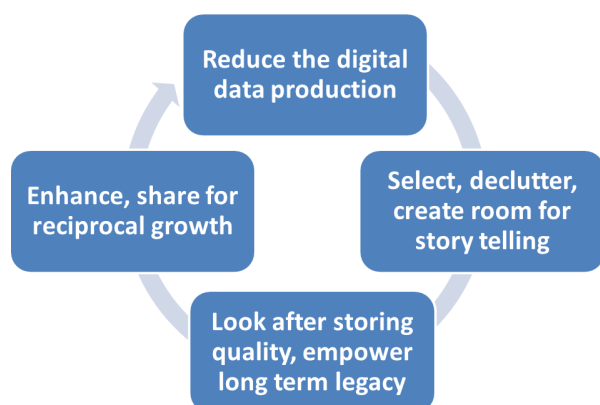 Reduce the digital
data production
Select, declutter,
create room for
story telling
Look after storing
quality, empower
long term legacy
Enhance, share for
reciprocal growth